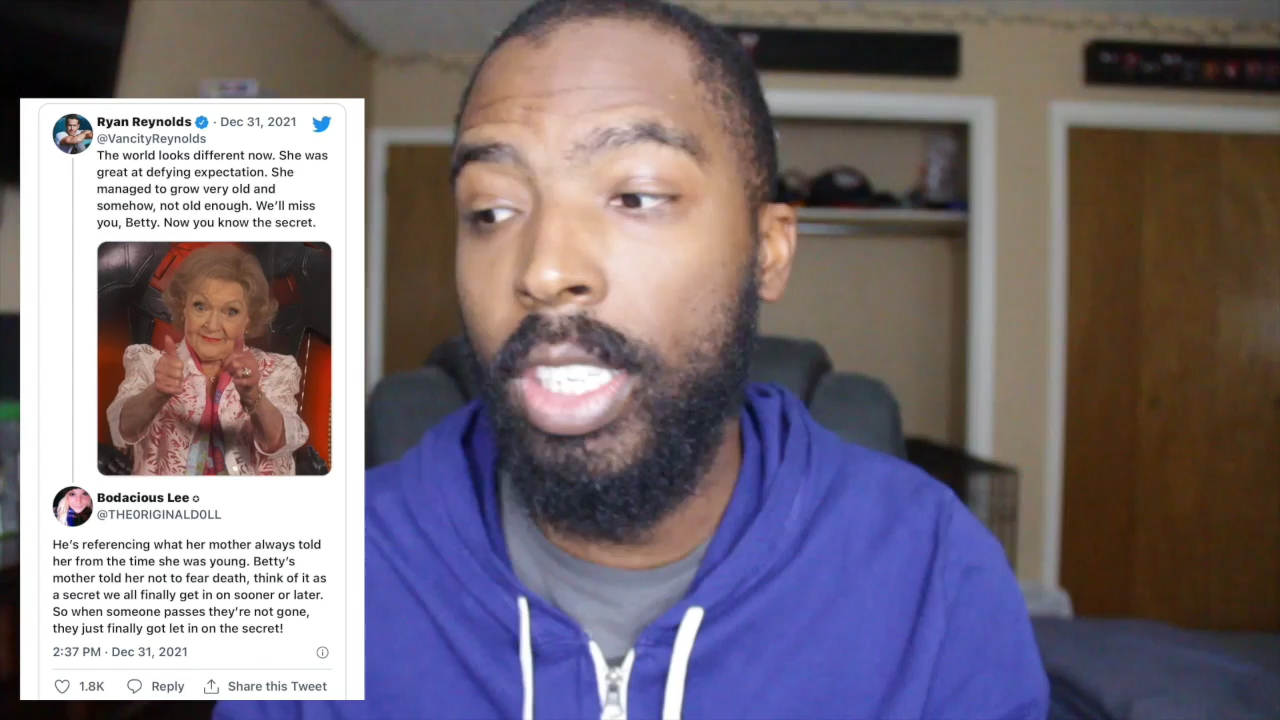 Ryan Reynolds · Dec 31, 2021
@VancityReynolds
The world looks different now. She was
great at defying expectation. She
managed to grow very old and
somehow, not old enough. We'll miss
you, Betty. Now you know the secret.
Bodacious Lee
@THE0RIGINALD0LL
He's referencing what her mother always told
her from the time she was young. Betty's
mother told her not to fear death, think of it as
a secret we all finally get in on sooner or later.
So when someone passes they're not gone,
they just finally got let in on the secret!
2:37 PM · Dec 31, 2021
1.8K Reply Share this Tweet